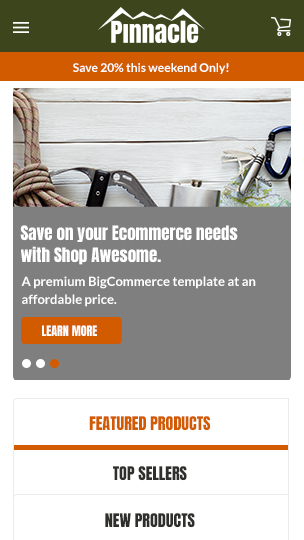 Pinnacle
Save 20% this weekend Only!
Save on your Ecommerce needs
with Shop Awesome.
A premium BigCommerce template at an
affordable price.
LEARN MORE
FEATURED PRODUCTS
TOP SELLERS
NEW PRODUCTS